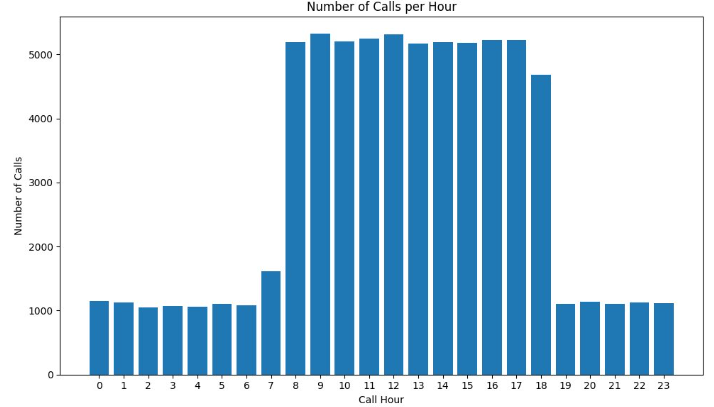 Number of Calls per Hour
Number of Calls
5000
4000
3000
2000
1000
0
0 1 2 3 4 5 6 7 8 9 10 11 12 13 14 15 16 17 18 19 20 21 22 23
Call Hour